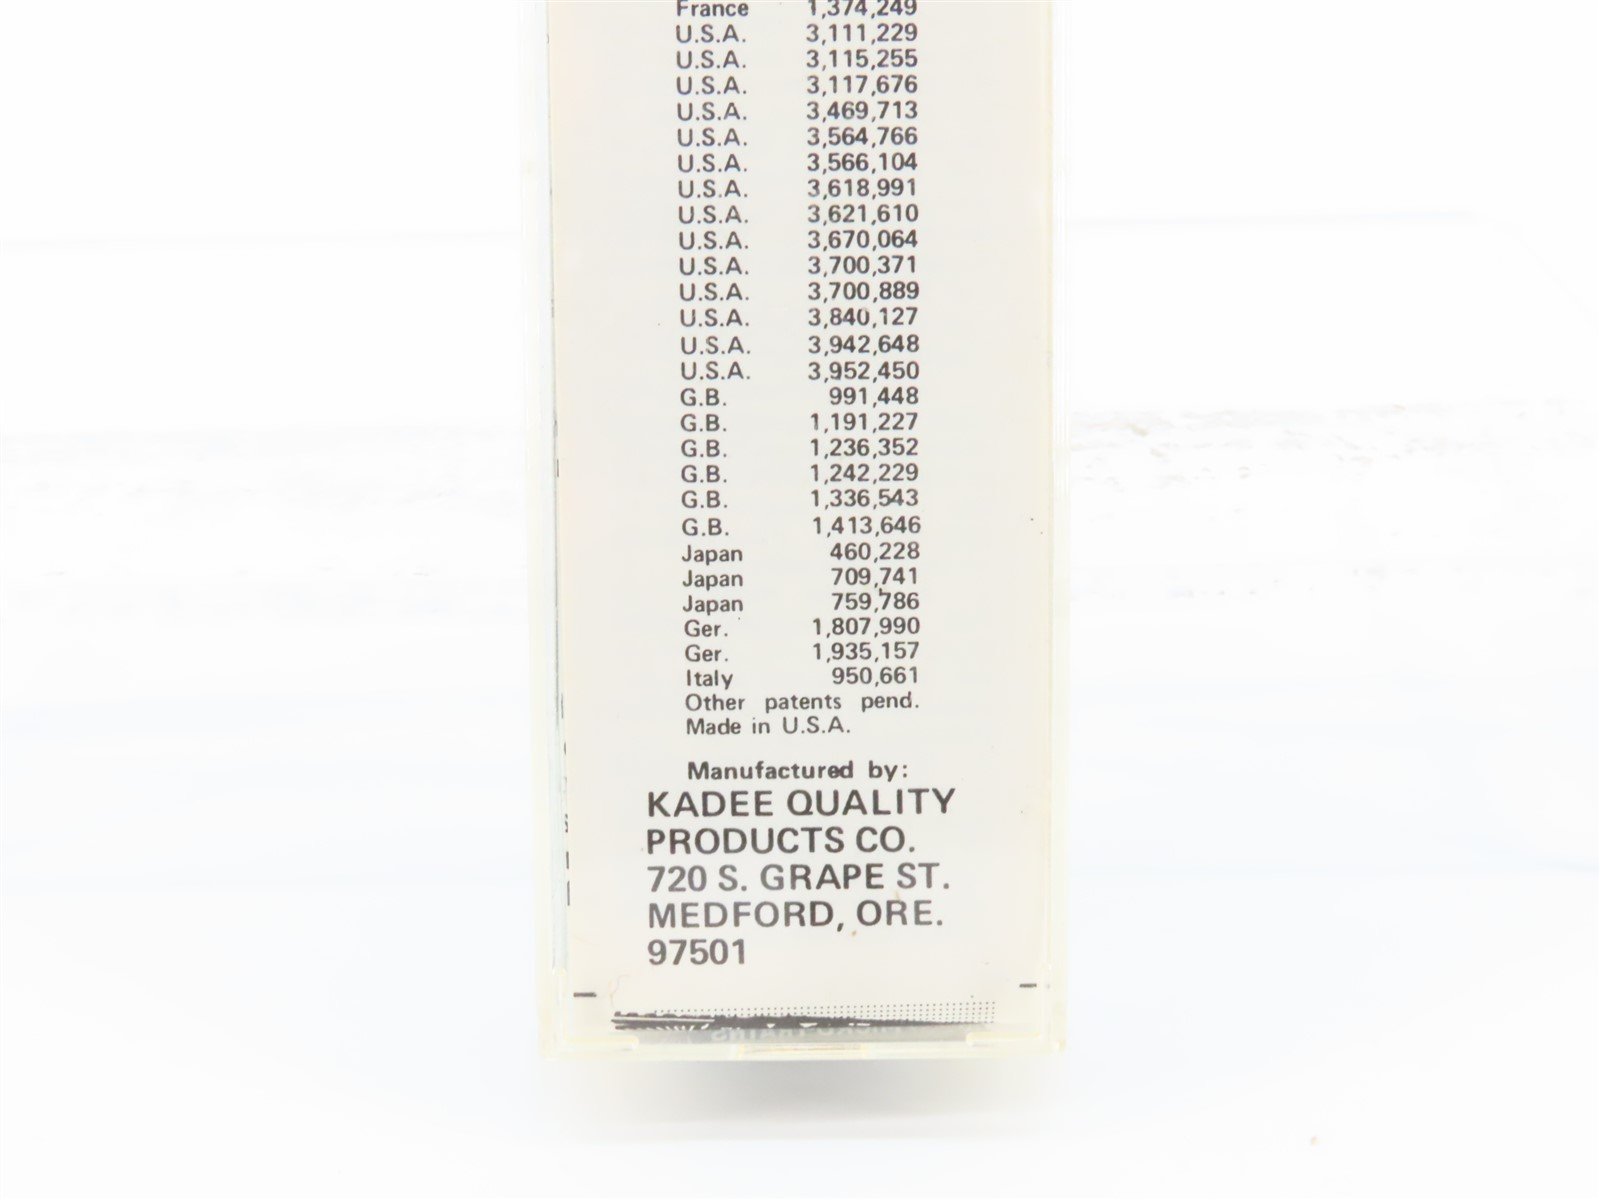 France 1,374,249
U.S.A. 3,111,229
U.S.A. 3,115,255
U.S.A. 3,117,676
U.S.A. 3,469,713
U.S.A. 3,564,766
U.S.A. 3,566,104
U.S.A. 3,618,991
U.S.A. 3,621,610
U.S.A. 3,670,064
U.S.A. 3,700,371
U.S.A. 3,700,889
U.S.A. 3,840,127
U.S.A. 3,942,648
U.S.A. 3,952,450
G.B. 991,448
G.B. 1,191,227
G.B. 1,236,352
G.B. 1,242,229
G.B. 1,336,543
G.B. 1,413,646
Japan 460,228
Japan 709,741
Japan 759,786
Ger. 1,807,990
Ger. 1,935,157
Italy 950,661
Other patents pend.
Made in U.S.A.
Manufactured by:
KADEE QUALITY
PRODUCTS CO.
720 S. GRAPE ST.
MEDFORD, ORE.
97501